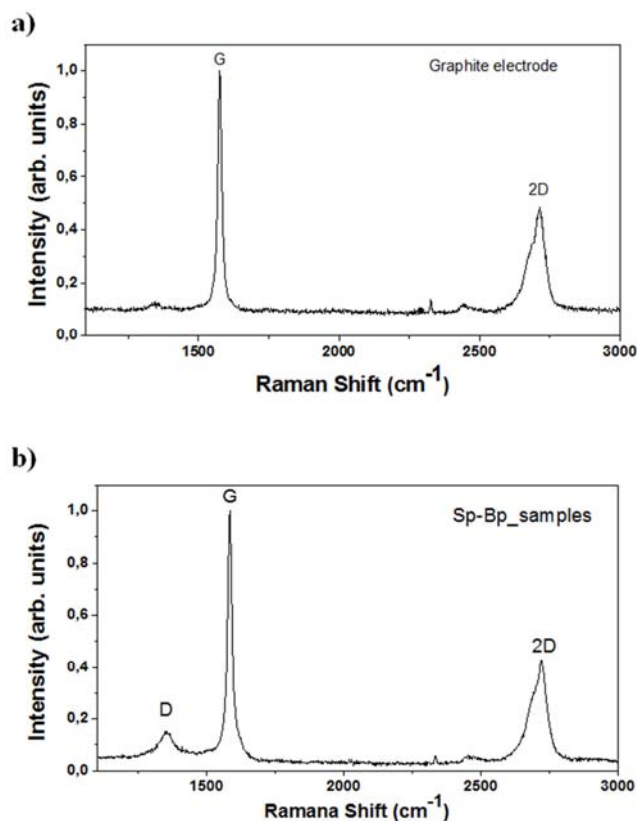 a)
G
Graphite electrode
2D
1,0
0,8
0,6
0,4
0,2
0,0
Intensity (arb. units)
1500 2000 2500 3000
Raman Shift (cm-1)
b)
G
Sp-Bp_samples
D
2D
1,0
0,8
0,6
0,4
0,2
0,0
Intensity (arb. units)
1500 2000 2500 3000
Ramana Shift (cm-1)